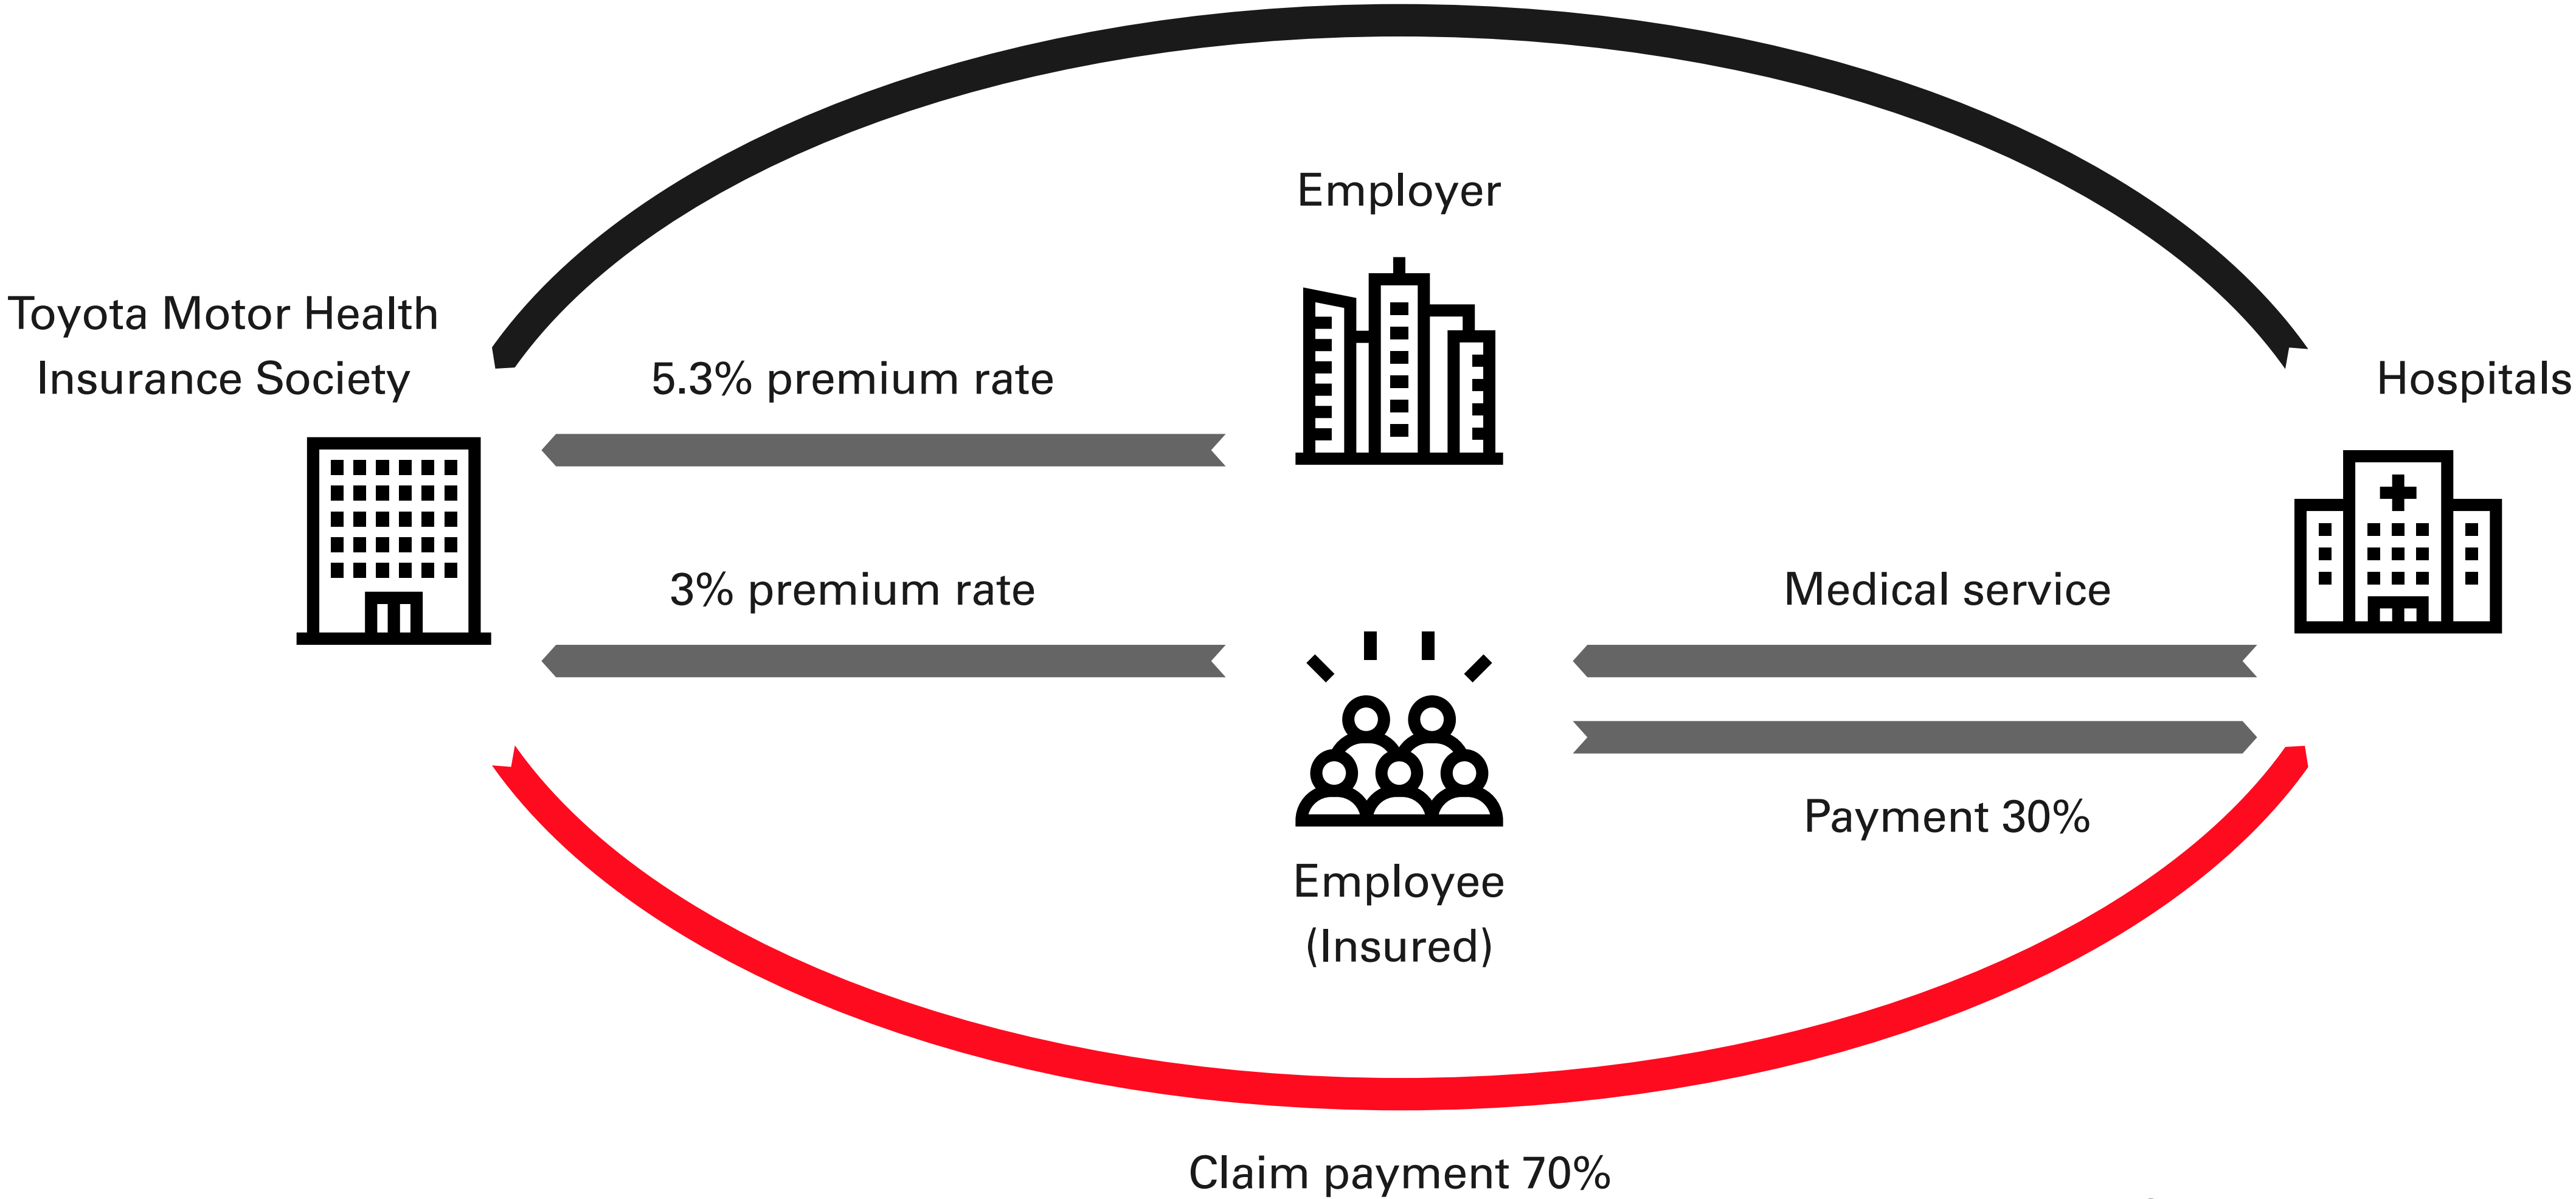 Employer
Toyota Motor Health
Insurance Society
5.3% premium rate
Hospitals
3% premium rate
Medical service
Payment 30%
Employee
(Insured)
Claim payment 70%